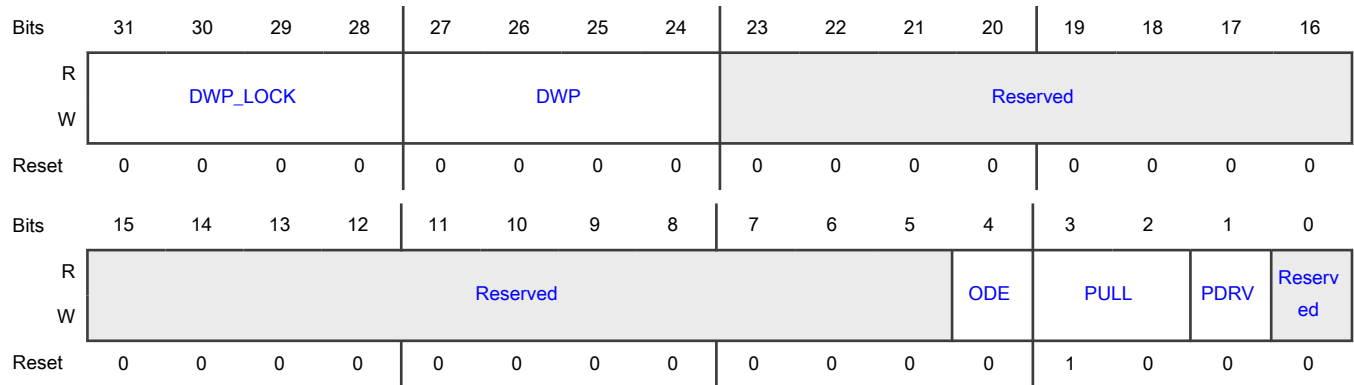 Bits 31 30 29 28 27 26 25 24 23 22 21 20 19 18 17 16
R
DWP_LOCK DWP Reserved
W
Reset 0 0 0 0 0 0 0 0 0 0 0 0 0 0 0 0
Bits 15 14 13 12 11 10 9 8 7 6 5 4 3 2 1 0
R
Reserved ODE PULL PDRV Reserv
ed
W
Reset 0 0 0 0 0 0 0 0 0 0 0 0 1 0 0 0